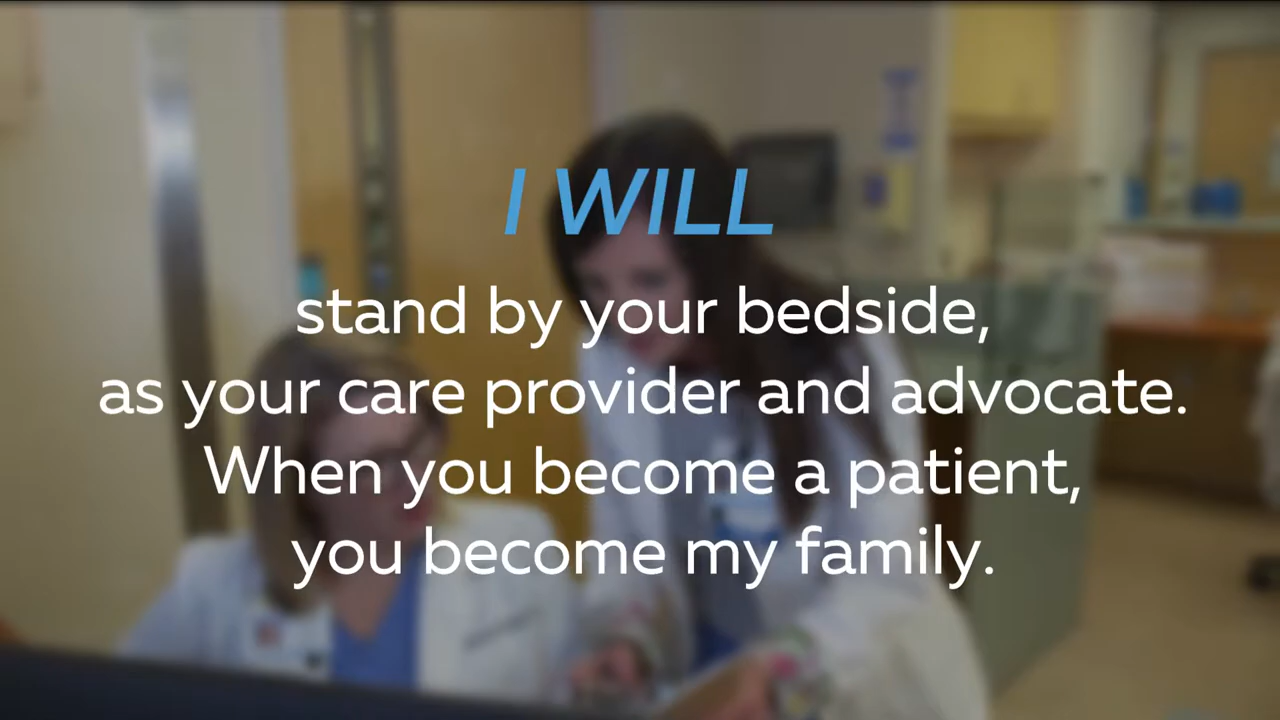 I WILL
stand by your bedside,
as your care provider and advocate.
When you become a patient,
you become my family.